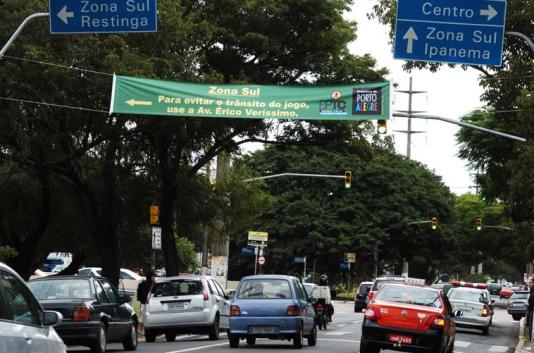 Zona Sul
Restinga
Centro
Zona Sul
Ipanema
Zona Sul
Para evitar o trânsito do jogo,
use a Av. Érico Veríssimo.
EPTC
PORTO
ALEGRE